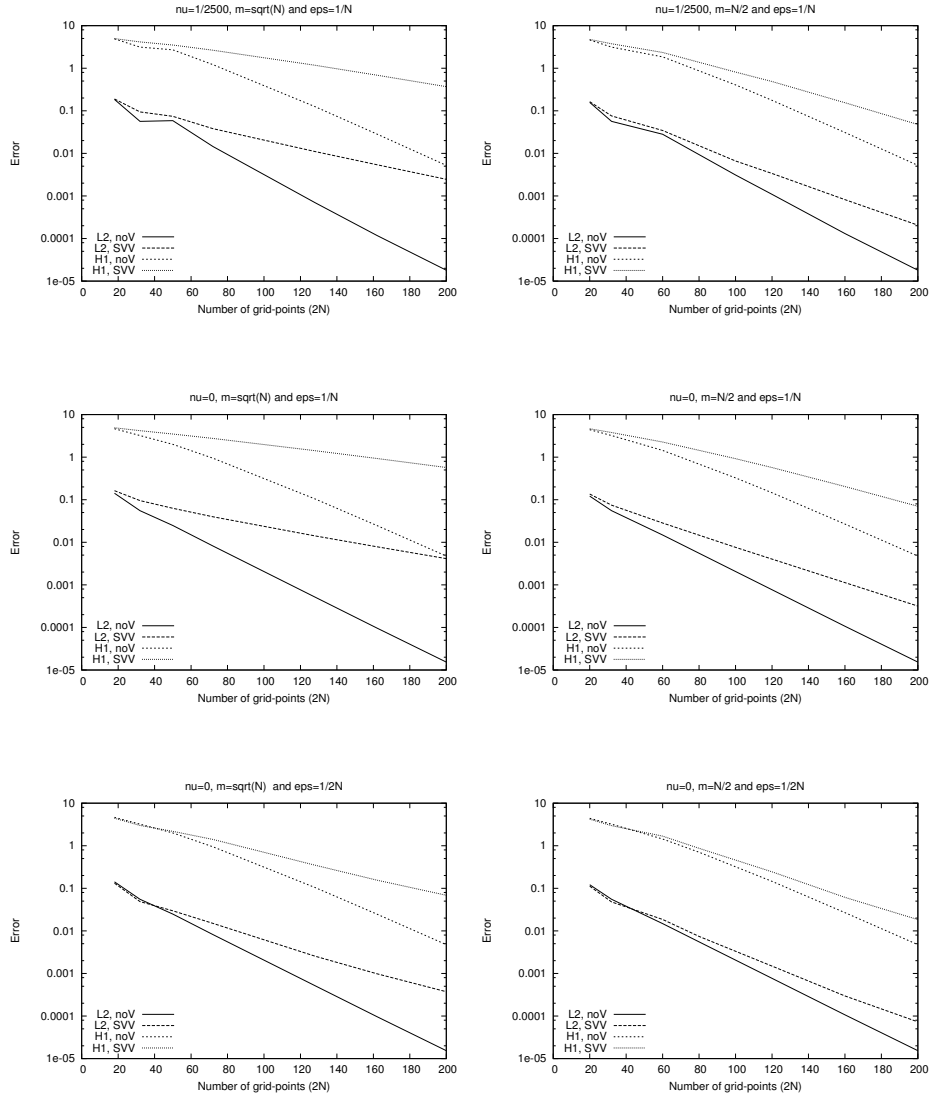 nu=1/2500, m=sqrt(N) and eps=1/N
10
1
0.1
0.01
0.001
0.0001
1e-05
Error
L2, noV
L2, SVV
H1, noV
H1, SVV
0 20 40 60 80 100 120 140 160 180 200
Number of grid-points (2N)
nu=1/2500, m=N/2 and eps=1/N
10
1
0.1
0.01
0.001
0.0001
1e-05
Error
L2, noV
L2, SVV
H1, noV
H1, SVV
0 20 40 60 80 100 120 140 160 180 200
Number of grid-points (2N)
nu=0, m=sqrt(N) and eps=1/N
10
1
0.1
0.01
0.001
0.0001
1e-05
Error
L2, noV
L2, SVV
H1, noV
H1, SVV
0 20 40 60 80 100 120 140 160 180 200
Number of grid-points (2N)
nu=0, m=N/2 and eps=1/N
10
1
0.1
0.01
0.001
0.0001
1e-05
Error
L2, noV
L2, SVV
H1, noV
H1, SVV
0 20 40 60 80 100 120 140 160 180 200
Number of grid-points (2N)
nu=0, m=sqrt(N) and eps=1/2N
10
1
0.1
0.01
0.001
0.0001
1e-05
Error
L2, noV
L2, SVV
H1, noV
H1, SVV
0 20 40 60 80 100 120 140 160 180 200
Number of grid-points (2N)
nu=0, m=N/2 and eps=1/2N
10
1
0.1
0.01
0.001
0.0001
1e-05
Error
L2, noV
L2, SVV
H1, noV
H1, SVV
0 20 40 60 80 100 120 140 160 180 200
Number of grid-points (2N)